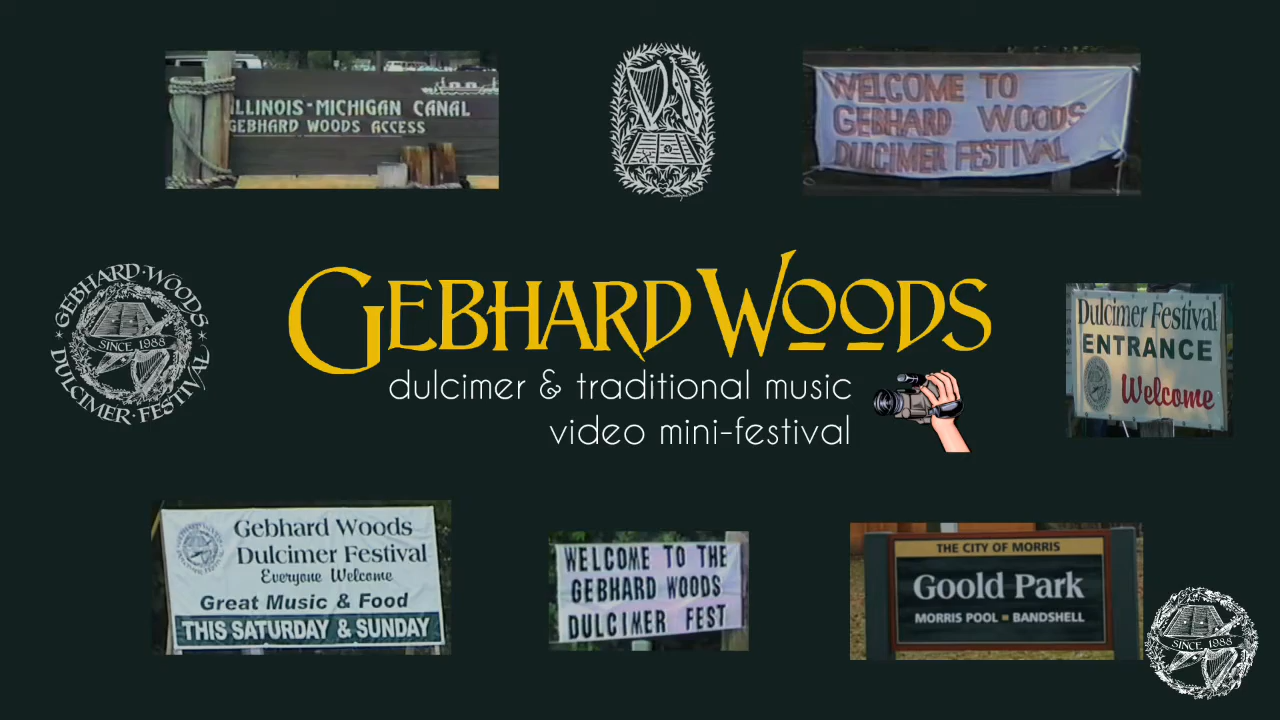 ILLINOIS-MICHIGAN CANAL
GEBHARD WOODS ACCESS
WELCOME TO
GEBHARD WOODS
DULCIMER FESTIVAL
GEBHARD·WOODS
SINCE 1988
DULCIMER·FESTIVAL
GEBHARD WOODS
dulcimer & traditional music
video mini-festival
Dulcimer Festival
ENTRANCE
Welcome
Gebhard Woods
Dulcimer Festival
Everyone Welcome
Great Music & Food
THIS SATURDAY & SUNDAY
WELCOME TO THE
GEBHARD WOODS
DULCIMER FEST
THE CITY OF MORRIS
Goold Park
MORRIS POOL ▪ BANDSHELL
SINCE 1988